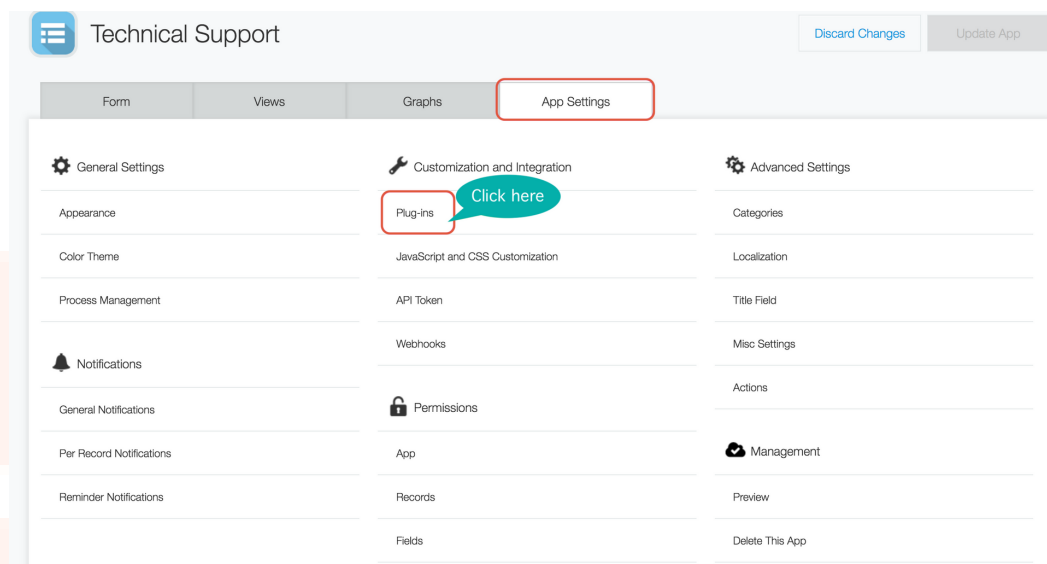 Technical Support
Discard Changes
Update App
Form
Views
Graphs
App Settings
General Settings
Appearance
Color Theme
Process Management
Notifications
General Notifications
Per Record Notifications
Reminder Notifications
Customization and Integration
Click here
Plug-ins
JavaScript and CSS Customization
API Token
Webhooks
Permissions
App
Records
Fields
Advanced Settings
Categories
Localization
Title Field
Misc Settings
Actions
Management
Preview
Delete This App